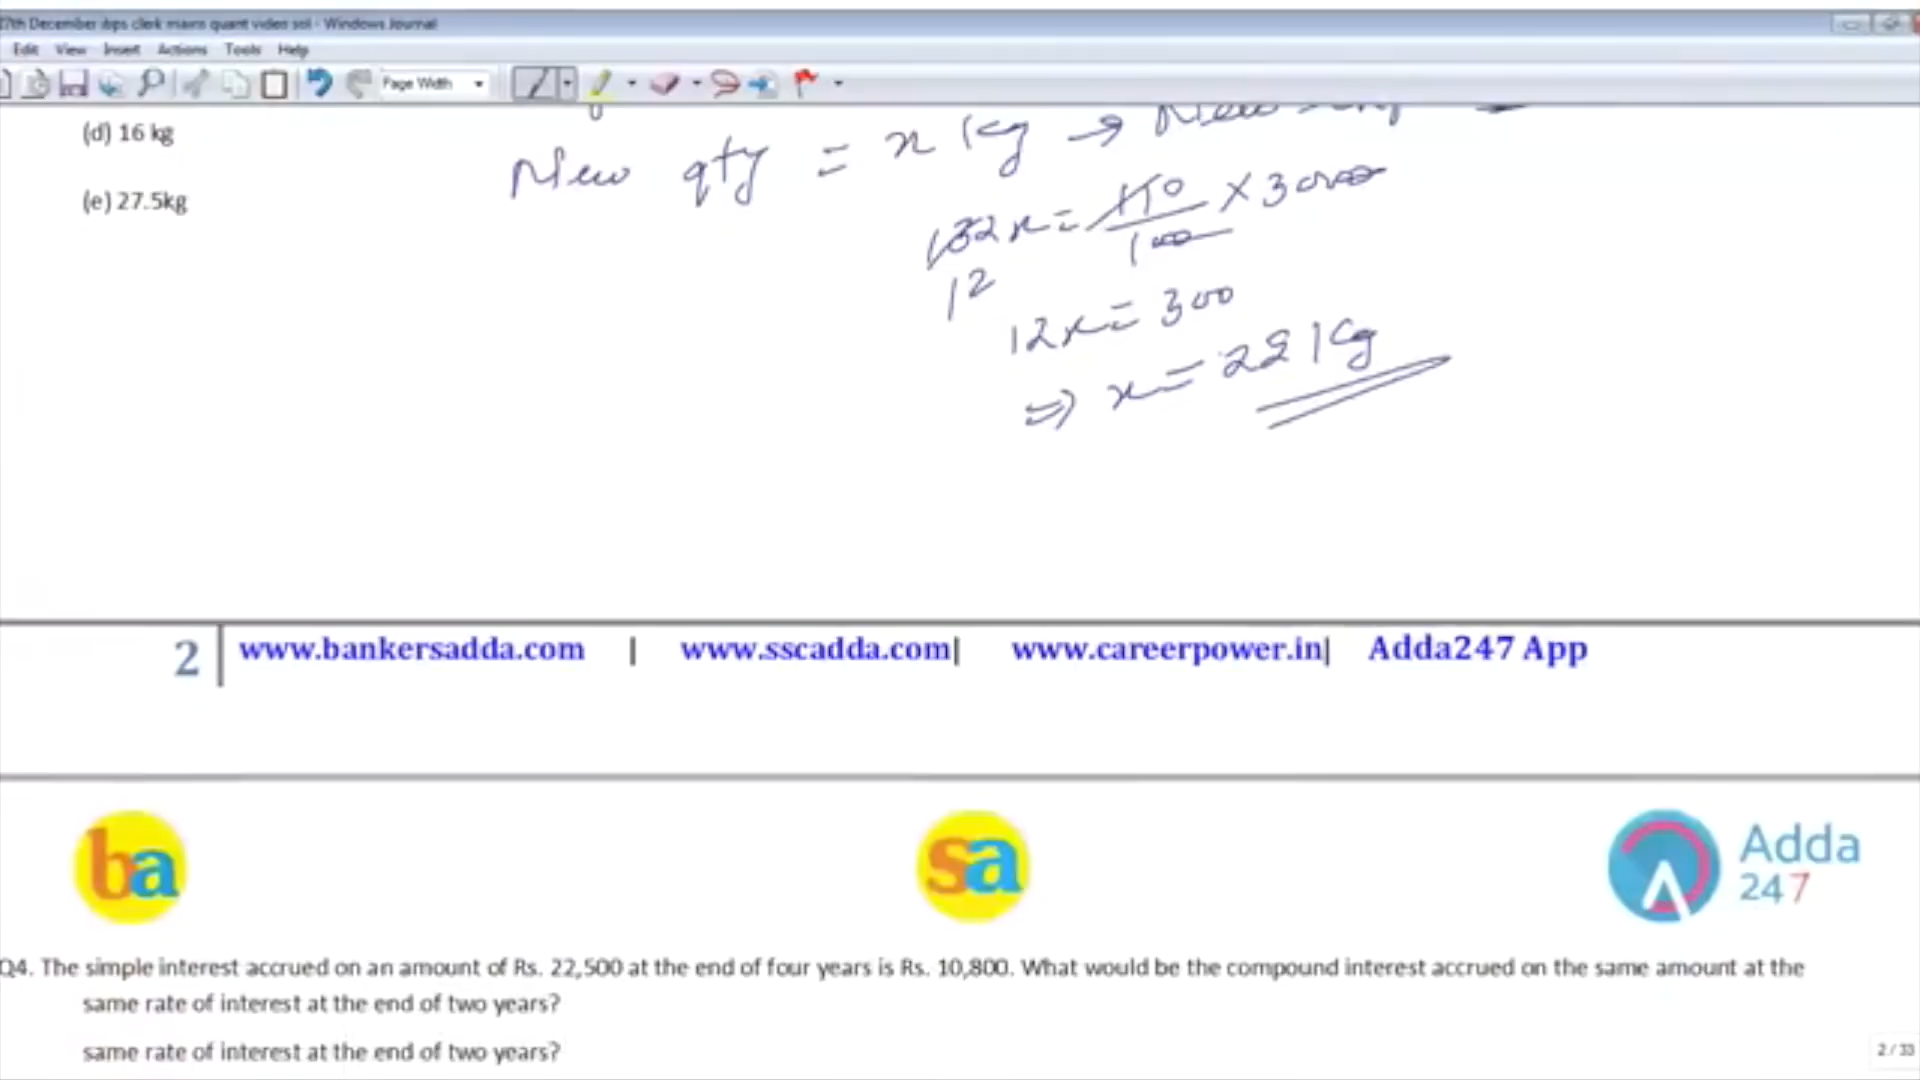 27th December ibps clerk mains quant video sol - Windows Journal
Edit View Insert Actions Tools Help
Page Width
(d) 16 kg
New qty = x Kg → New
(e) 27.5kg
132x = 110/100 × 3000
12
12x = 300
⇒ x = 25 Kg
2 | www.bankersadda.com | www.sscadda.com| www.careerpower.in| Adda247 App
ba
sa
Adda
247
Q4. The simple interest accrued on an amount of Rs. 22,500 at the end of four years is Rs. 10,800. What would be the compound interest accrued on the same amount at the
same rate of interest at the end of two years?
same rate of interest at the end of two years?
2 / 33